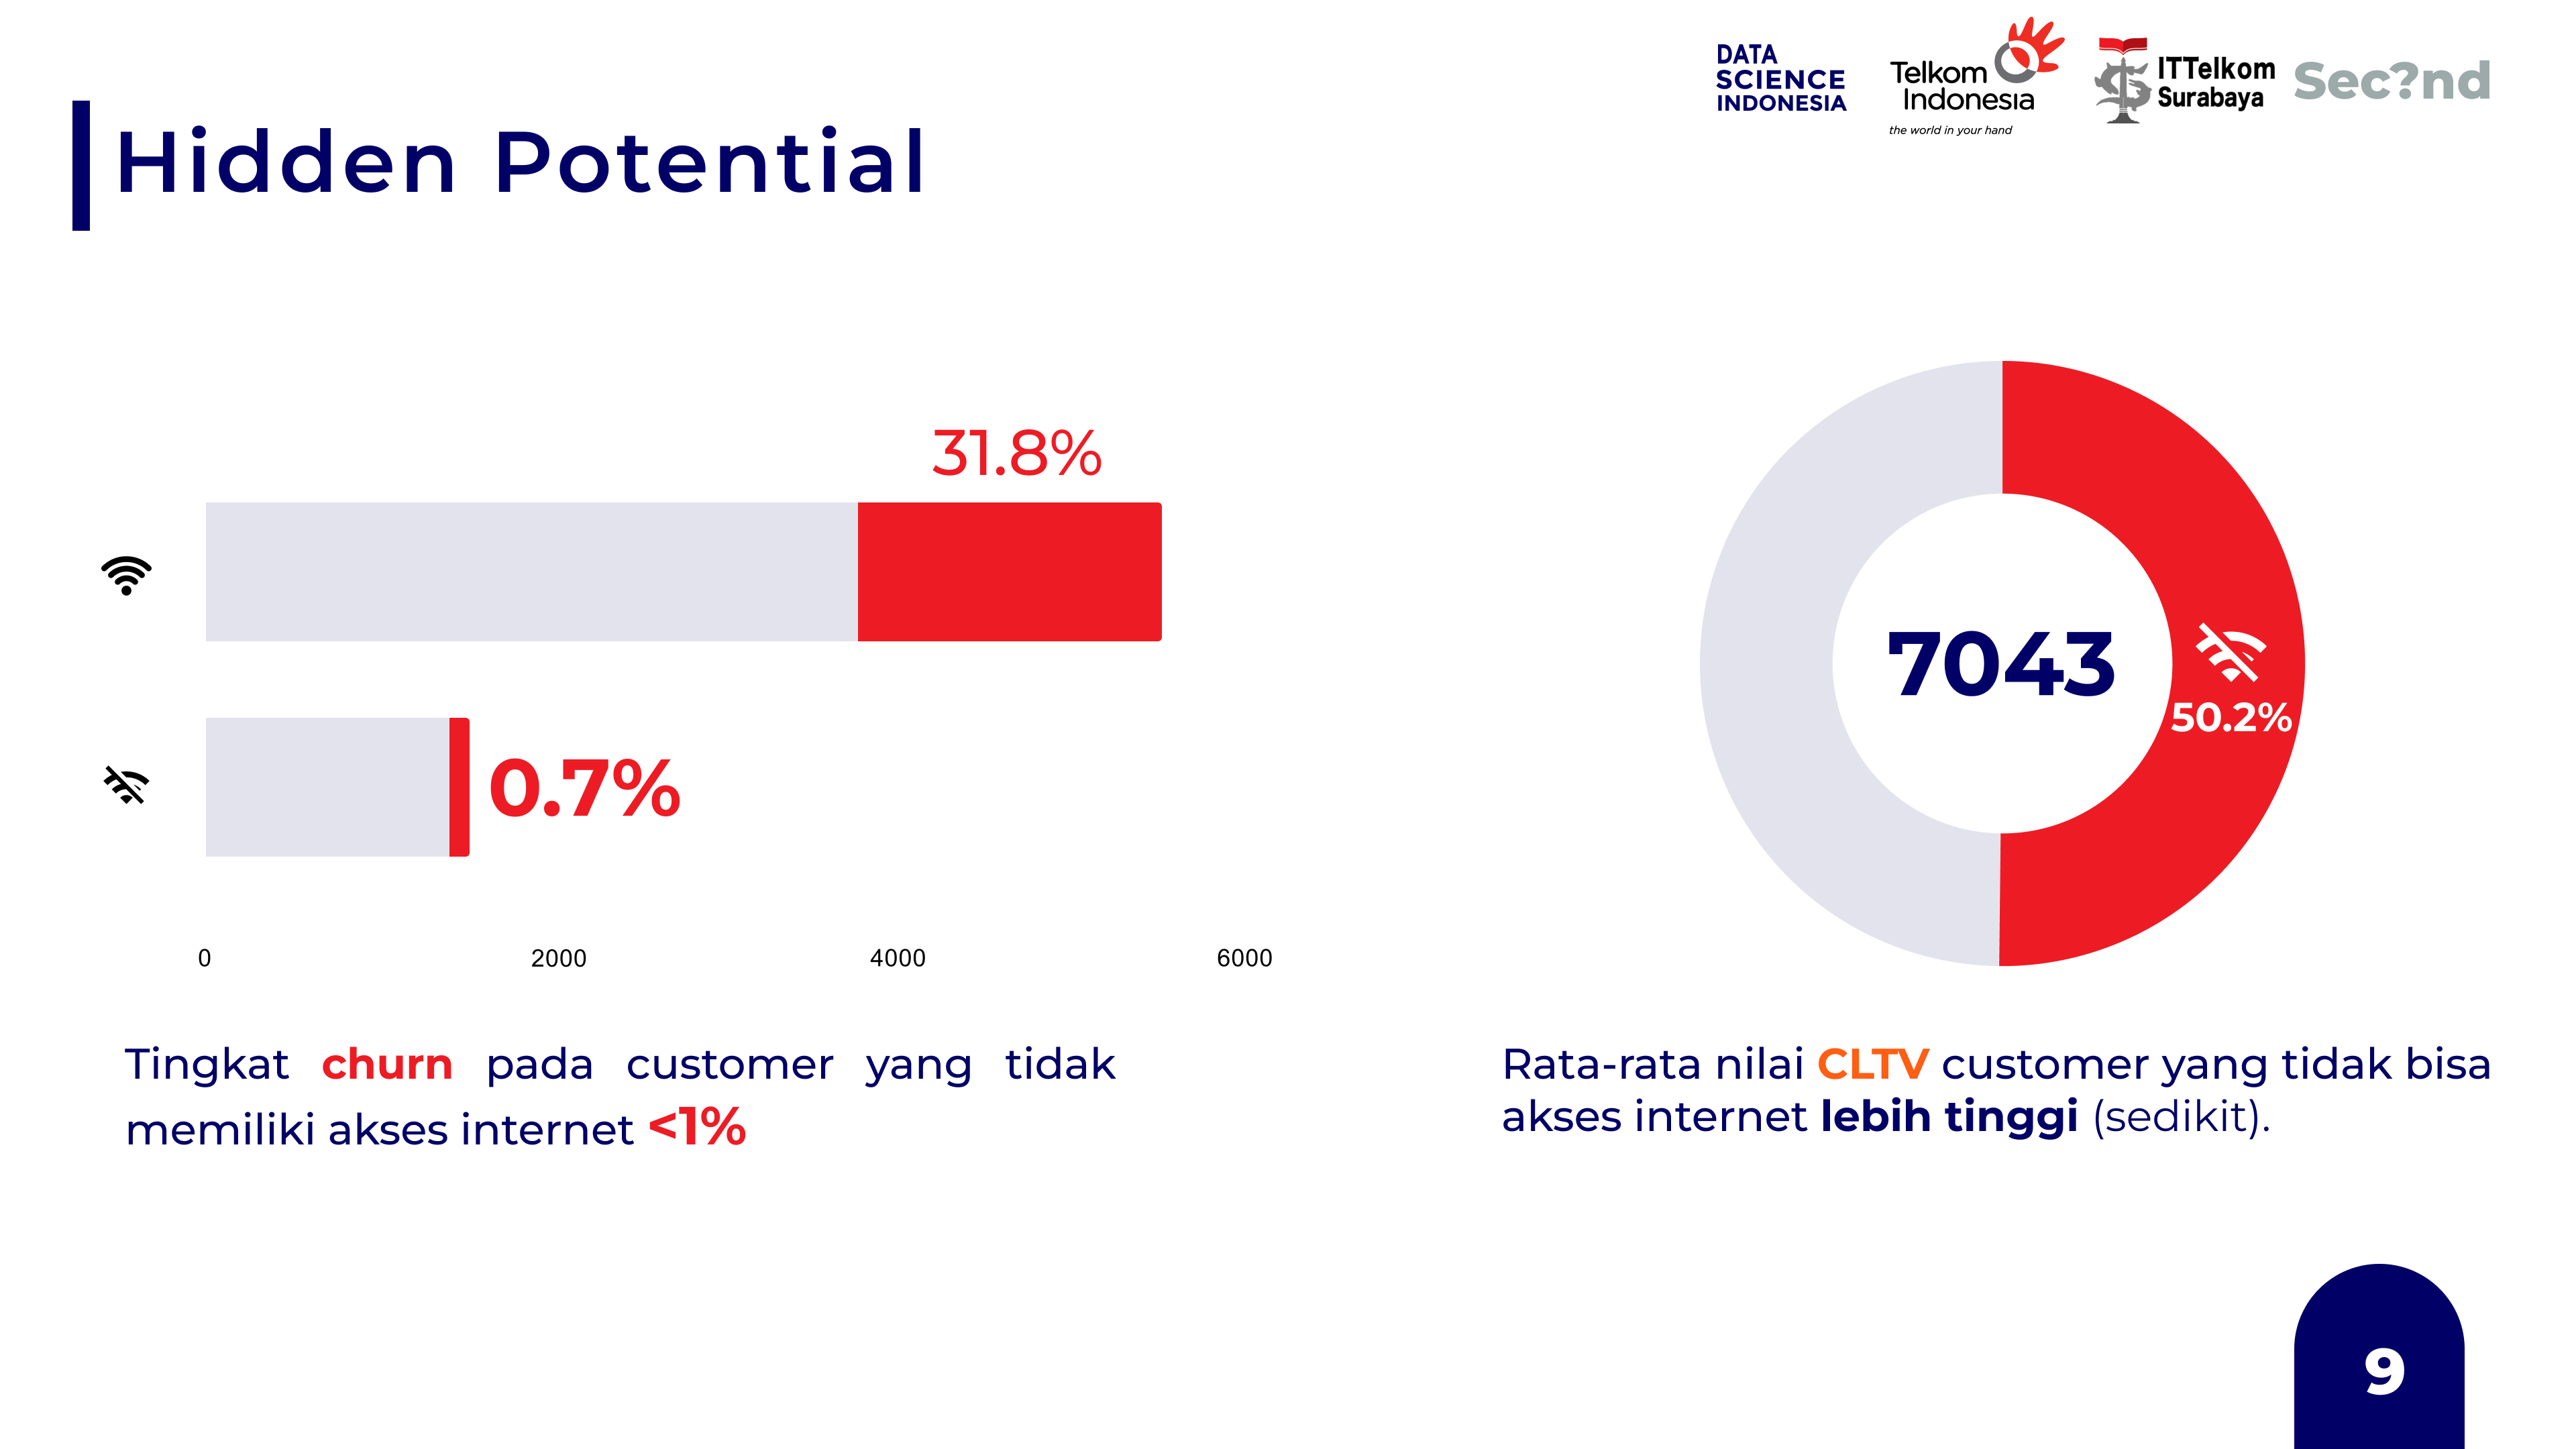 DATA
SCIENCE
INDONESIA
Telkom
Indonesia
the world in your hand
ITTelkom
Surabaya
Sec?nd
Hidden Potential
31.8%
0.7%
0
2000
4000
6000
Tingkat churn pada customer yang tidak
memiliki akses internet <1%
7043
50.2%
Rata-rata nilai CLTV customer yang tidak bisa
akses internet lebih tinggi (sedikit).
9